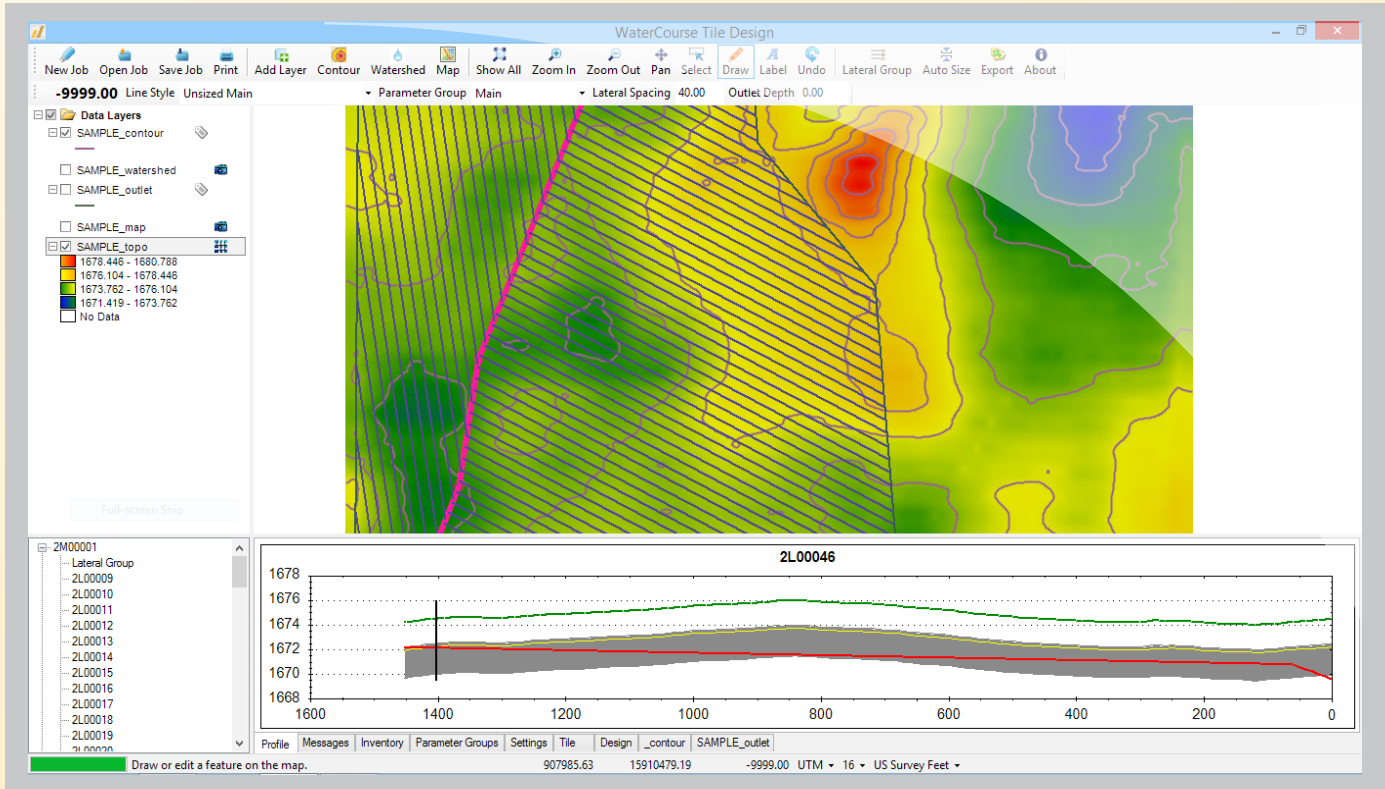 WaterCourse Tile Design
New Job Open Job Save Job Print Add Layer Contour Watershed Map Show All Zoom In Zoom Out Pan Select Draw Label Undo Lateral Group Auto Size Export About
-9999.00 Line Style Unsized Main Parameter Group Main Lateral Spacing 40.00 Outlet Depth 0.00
Data Layers
SAMPLE_contour
SAMPLE_watershed
SAMPLE_outlet
SAMPLE_map
SAMPLE_topo
1678.446 - 1680.788
1676.104 - 1678.446
1673.762 - 1676.104
1671.419 - 1673.762
No Data
Full-screen Snip
2M00001
Lateral Group
2L00009
2L00010
2L00011
2L00012
2L00013
2L00014
2L00015
2L00016
2L00017
2L00018
2L00019
2L00020
2L00046
1678
1676
1674
1672
1670
1668
1600 1400 1200 1000 800 600 400 200 0
Profile Messages Inventory Parameter Groups Settings Tile Design _contour SAMPLE_outlet
Draw or edit a feature on the map. 907985.63 15910479.19 -9999.00 UTM 16 US Survey Feet